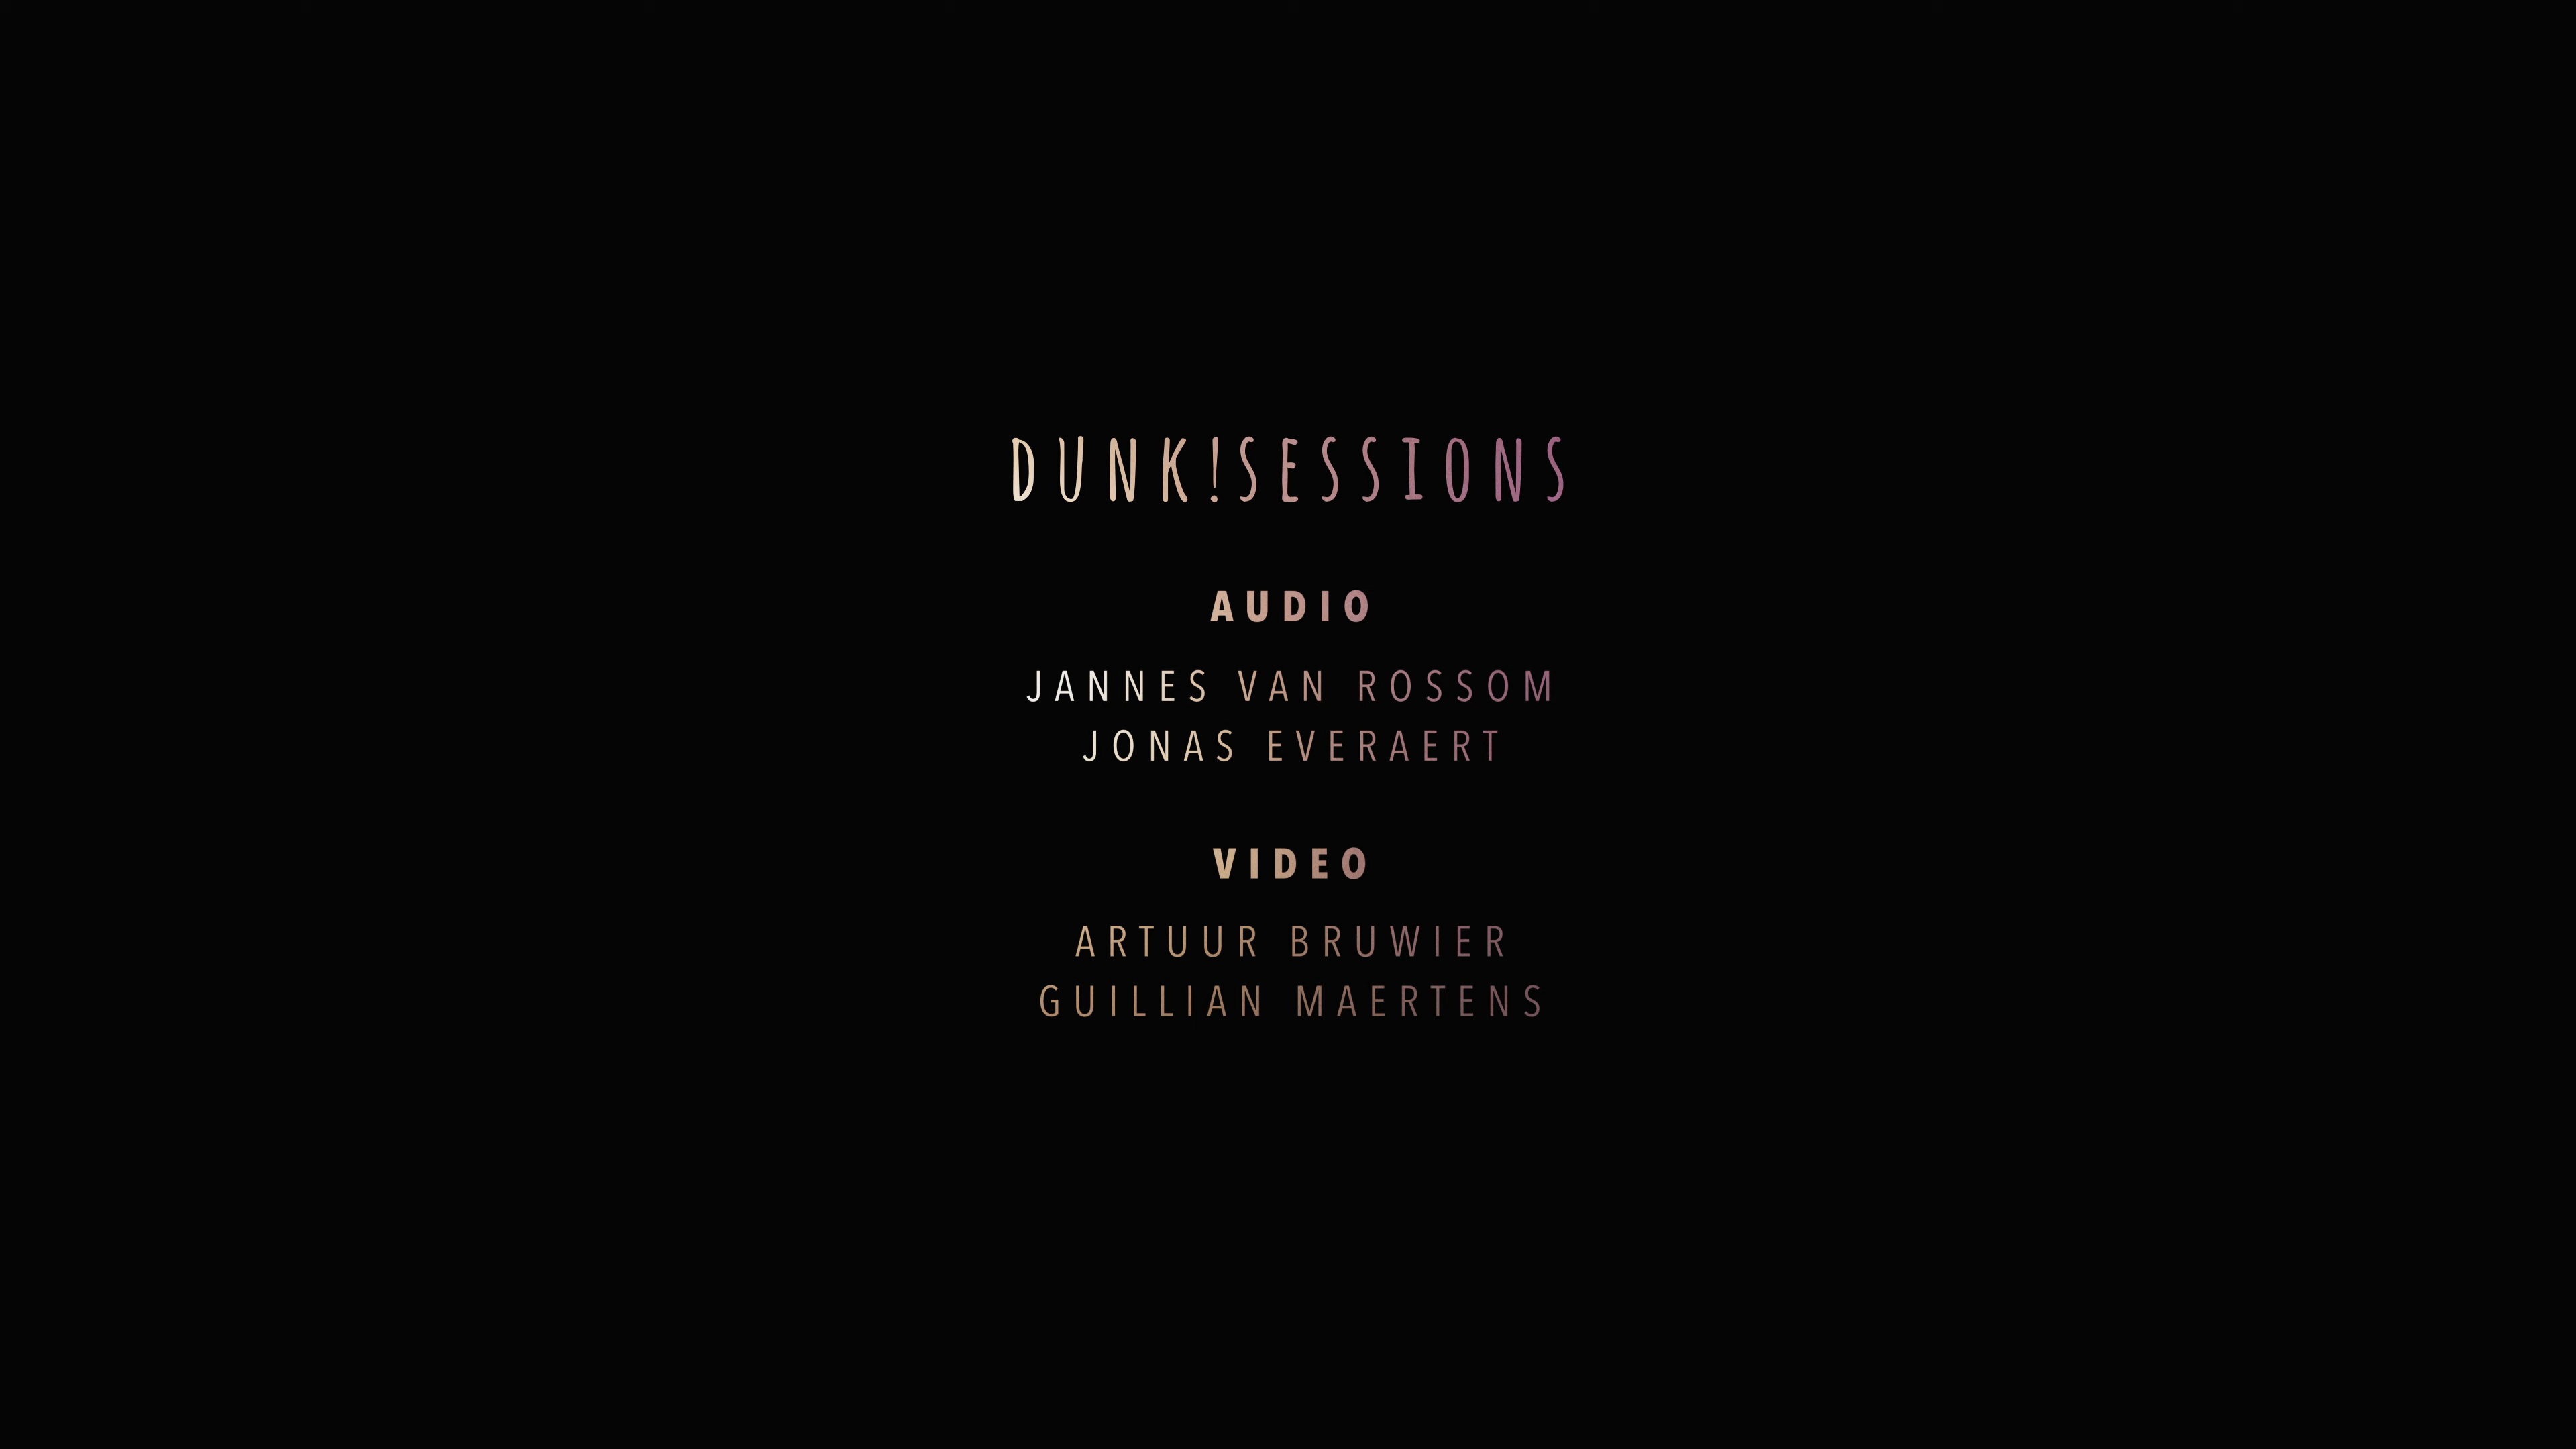 DUNK!SESSIONS
AUDIO
JANNES VAN ROSSOM
JONAS EVERAERT
VIDEO
ARTUUR BRUWIER
GUILLIAN MAERTENS